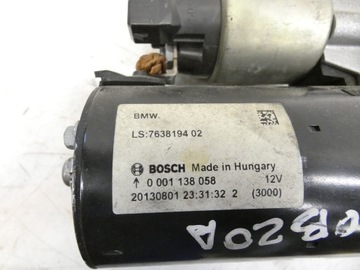 BMW
LS:7638194 02
BOSCH Made in Hungary
0 001 138 058 12V
20130801 23:31:32 2 (3000)
B20A